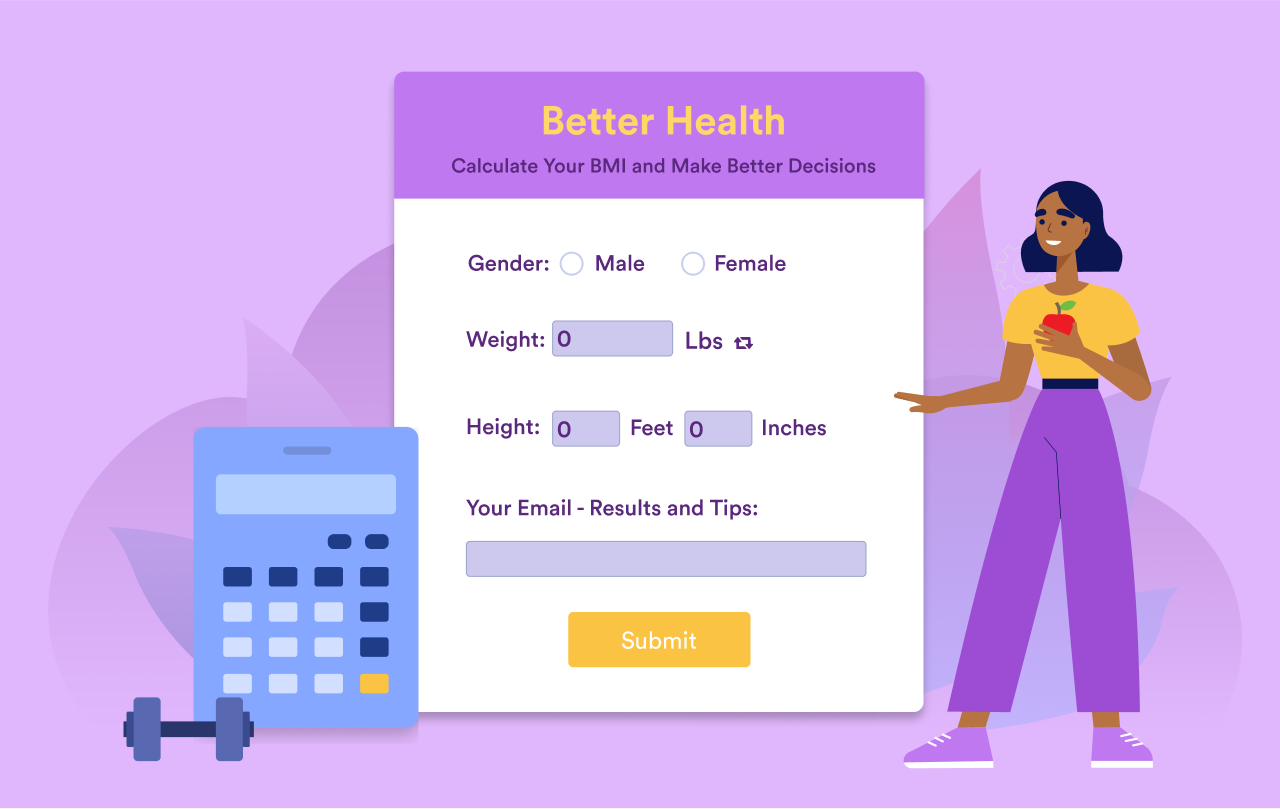 Better Health
Calculate Your BMI and Make Better Decisions
Gender: Male Female
Weight: 0 Lbs
Height: 0 Feet 0 Inches
Your Email - Results and Tips:
Submit